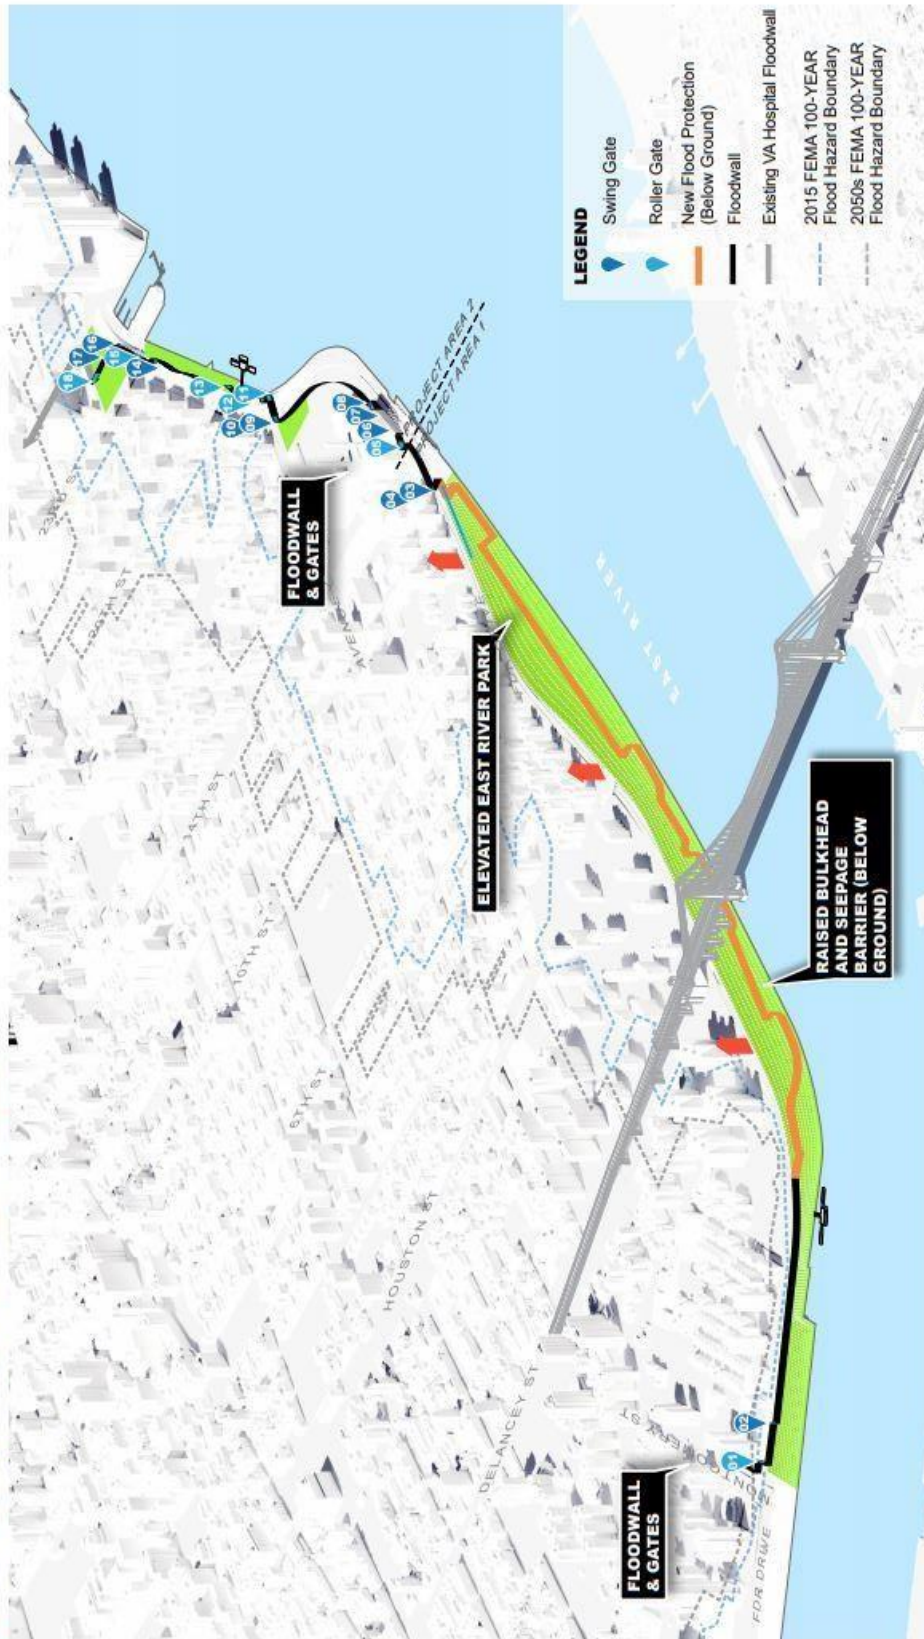 LEGEND
Swing Gate
Roller Gate
New Flood Protection
(Below Ground)
Floodwall
Existing VA Hospital Floodwall
2015 FEMA 100-YEAR
Flood Hazard Boundary
2050s FEMA 100-YEAR
Flood Hazard Boundary
FLOODWALL
& GATES
FDR DRIVE
DELANCEY ST
01
02
HOUSTON ST
6TH ST
10TH ST
14TH ST
20TH ST
23RD ST
RAISED BULKHEAD
AND SEEPAGE
BARRIER (BELOW
GROUND)
EAST RIVER
ELEVATED EAST RIVER PARK
FLOODWALL
& GATES
PROJECT AREA 2
PROJECT AREA 1
03
04
05
06
07
08
09
10
11
12
13
14
15
16
17
18